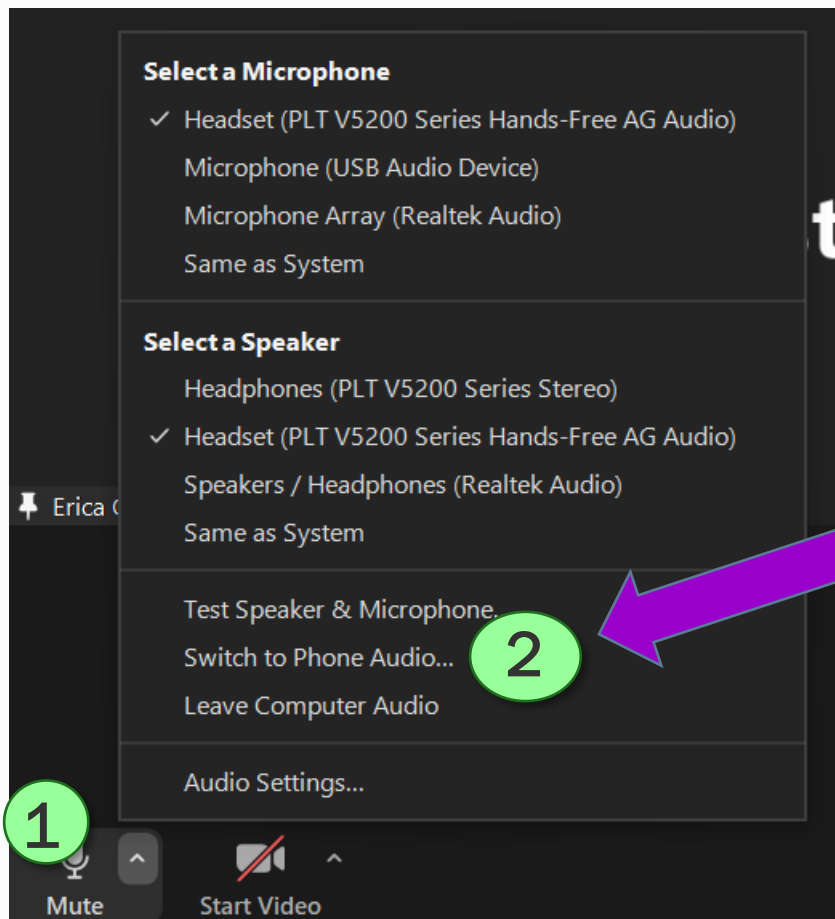 Select a Microphone
✓ Headset (PLT V5200 Series Hands-Free AG Audio)
Microphone (USB Audio Device)
Microphone Array (Realtek Audio)
Same as System
Select a Speaker
Headphones (PLT V5200 Series Stereo)
✓ Headset (PLT V5200 Series Hands-Free AG Audio)
Speakers / Headphones (Realtek Audio)
Erica
Same as System
Test Speaker & Microphone...
Switch to Phone Audio...
2
Leave Computer Audio
Audio Settings...
1
Mute
Start Video